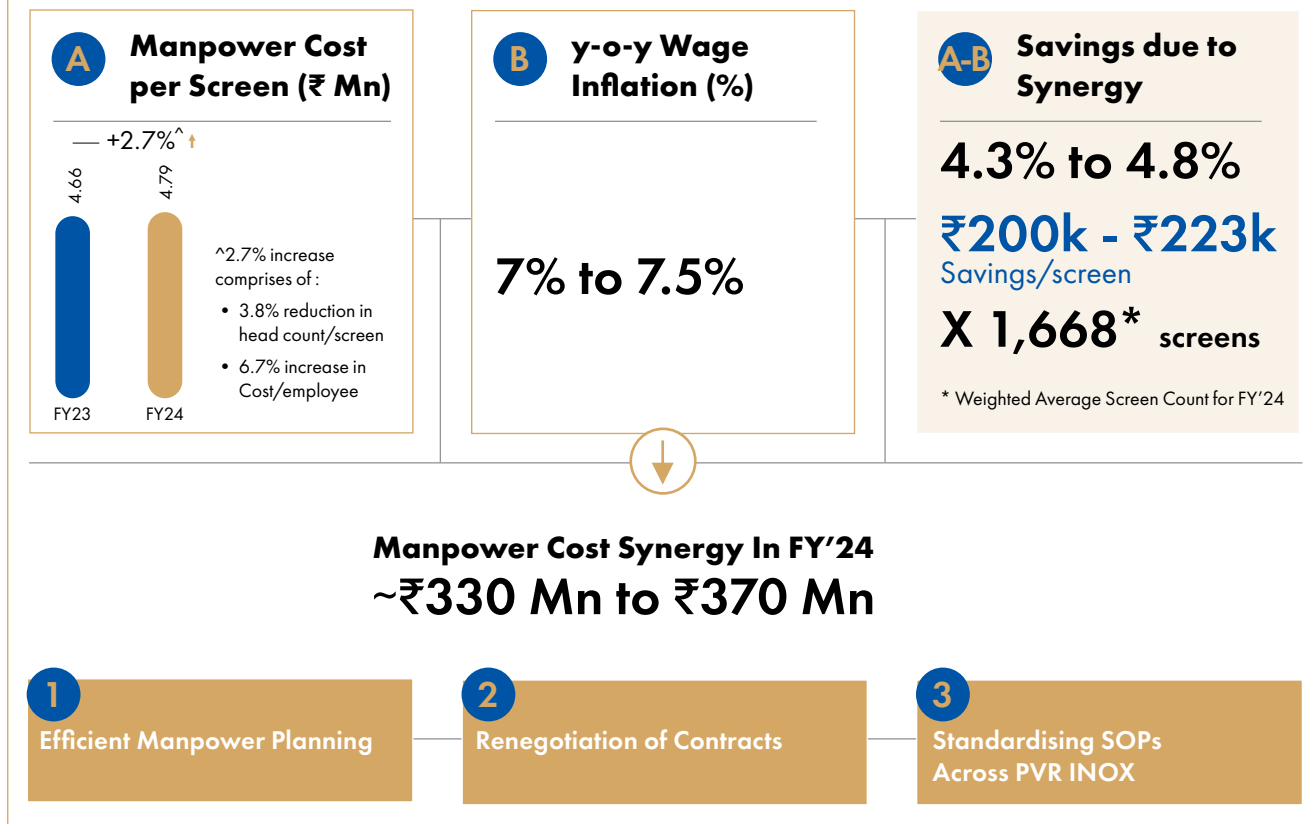 A
Manpower Cost
per Screen (₹ Mn)
+2.7%^
4.66
4.79
FY23
FY24
^2.7% increase
comprises of :
• 3.8% reduction in
head count/screen
• 6.7% increase in
Cost/employee
B
y-o-y Wage
Inflation (%)
7% to 7.5%
A-B
Savings due to
Synergy
4.3% to 4.8%
₹200k - ₹223k
Savings/screen
X 1,668* screens
* Weighted Average Screen Count for FY'24
Manpower Cost Synergy In FY'24
~₹330 Mn to ₹370 Mn
1
Efficient Manpower Planning
2
Renegotiation of Contracts
3
Standardising SOPs
Across PVR INOX